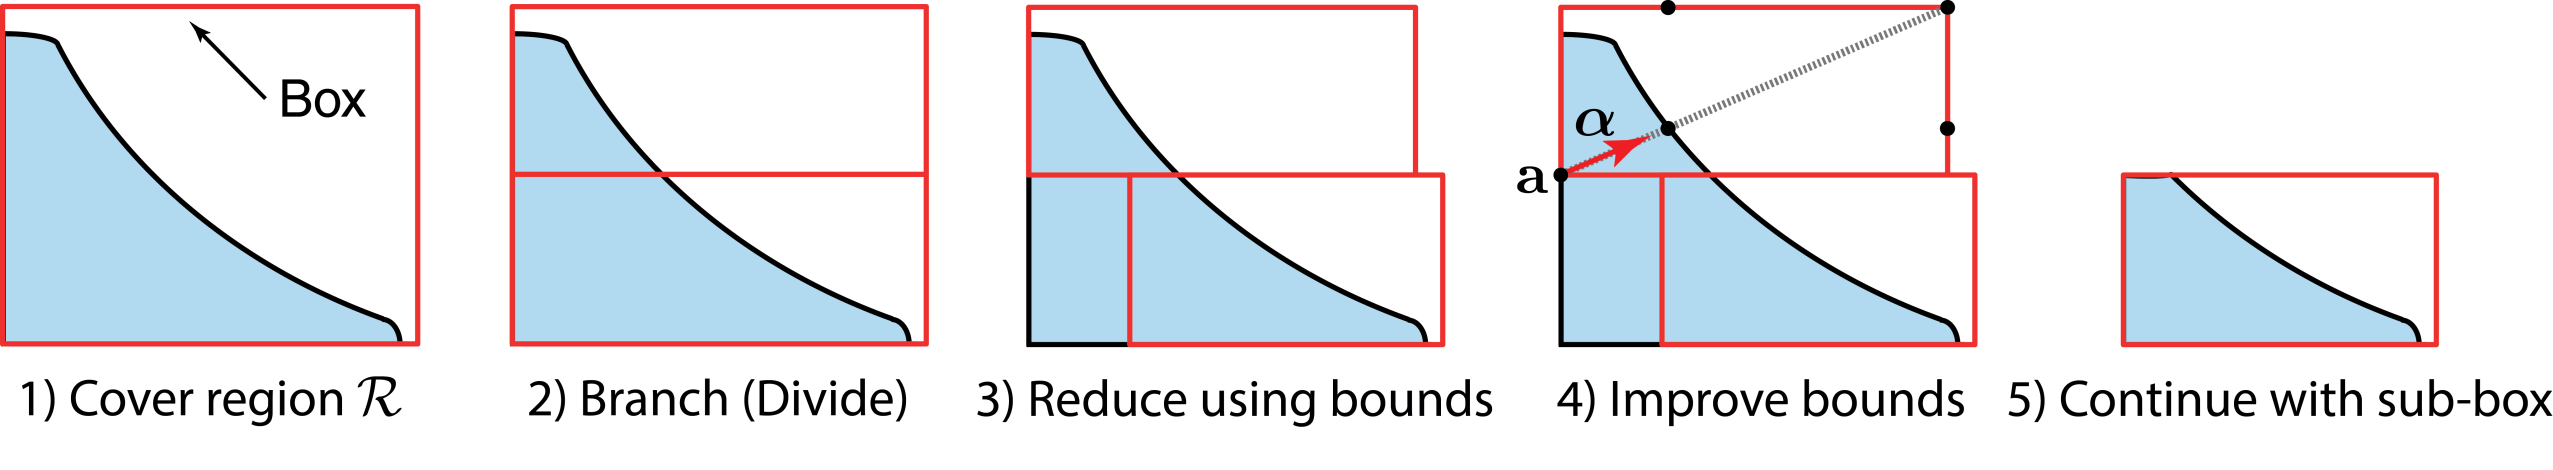 Box
α
a
1) Cover region ℛ
2) Branch (Divide)
3) Reduce using bounds
4) Improve bounds
5) Continue with sub-box